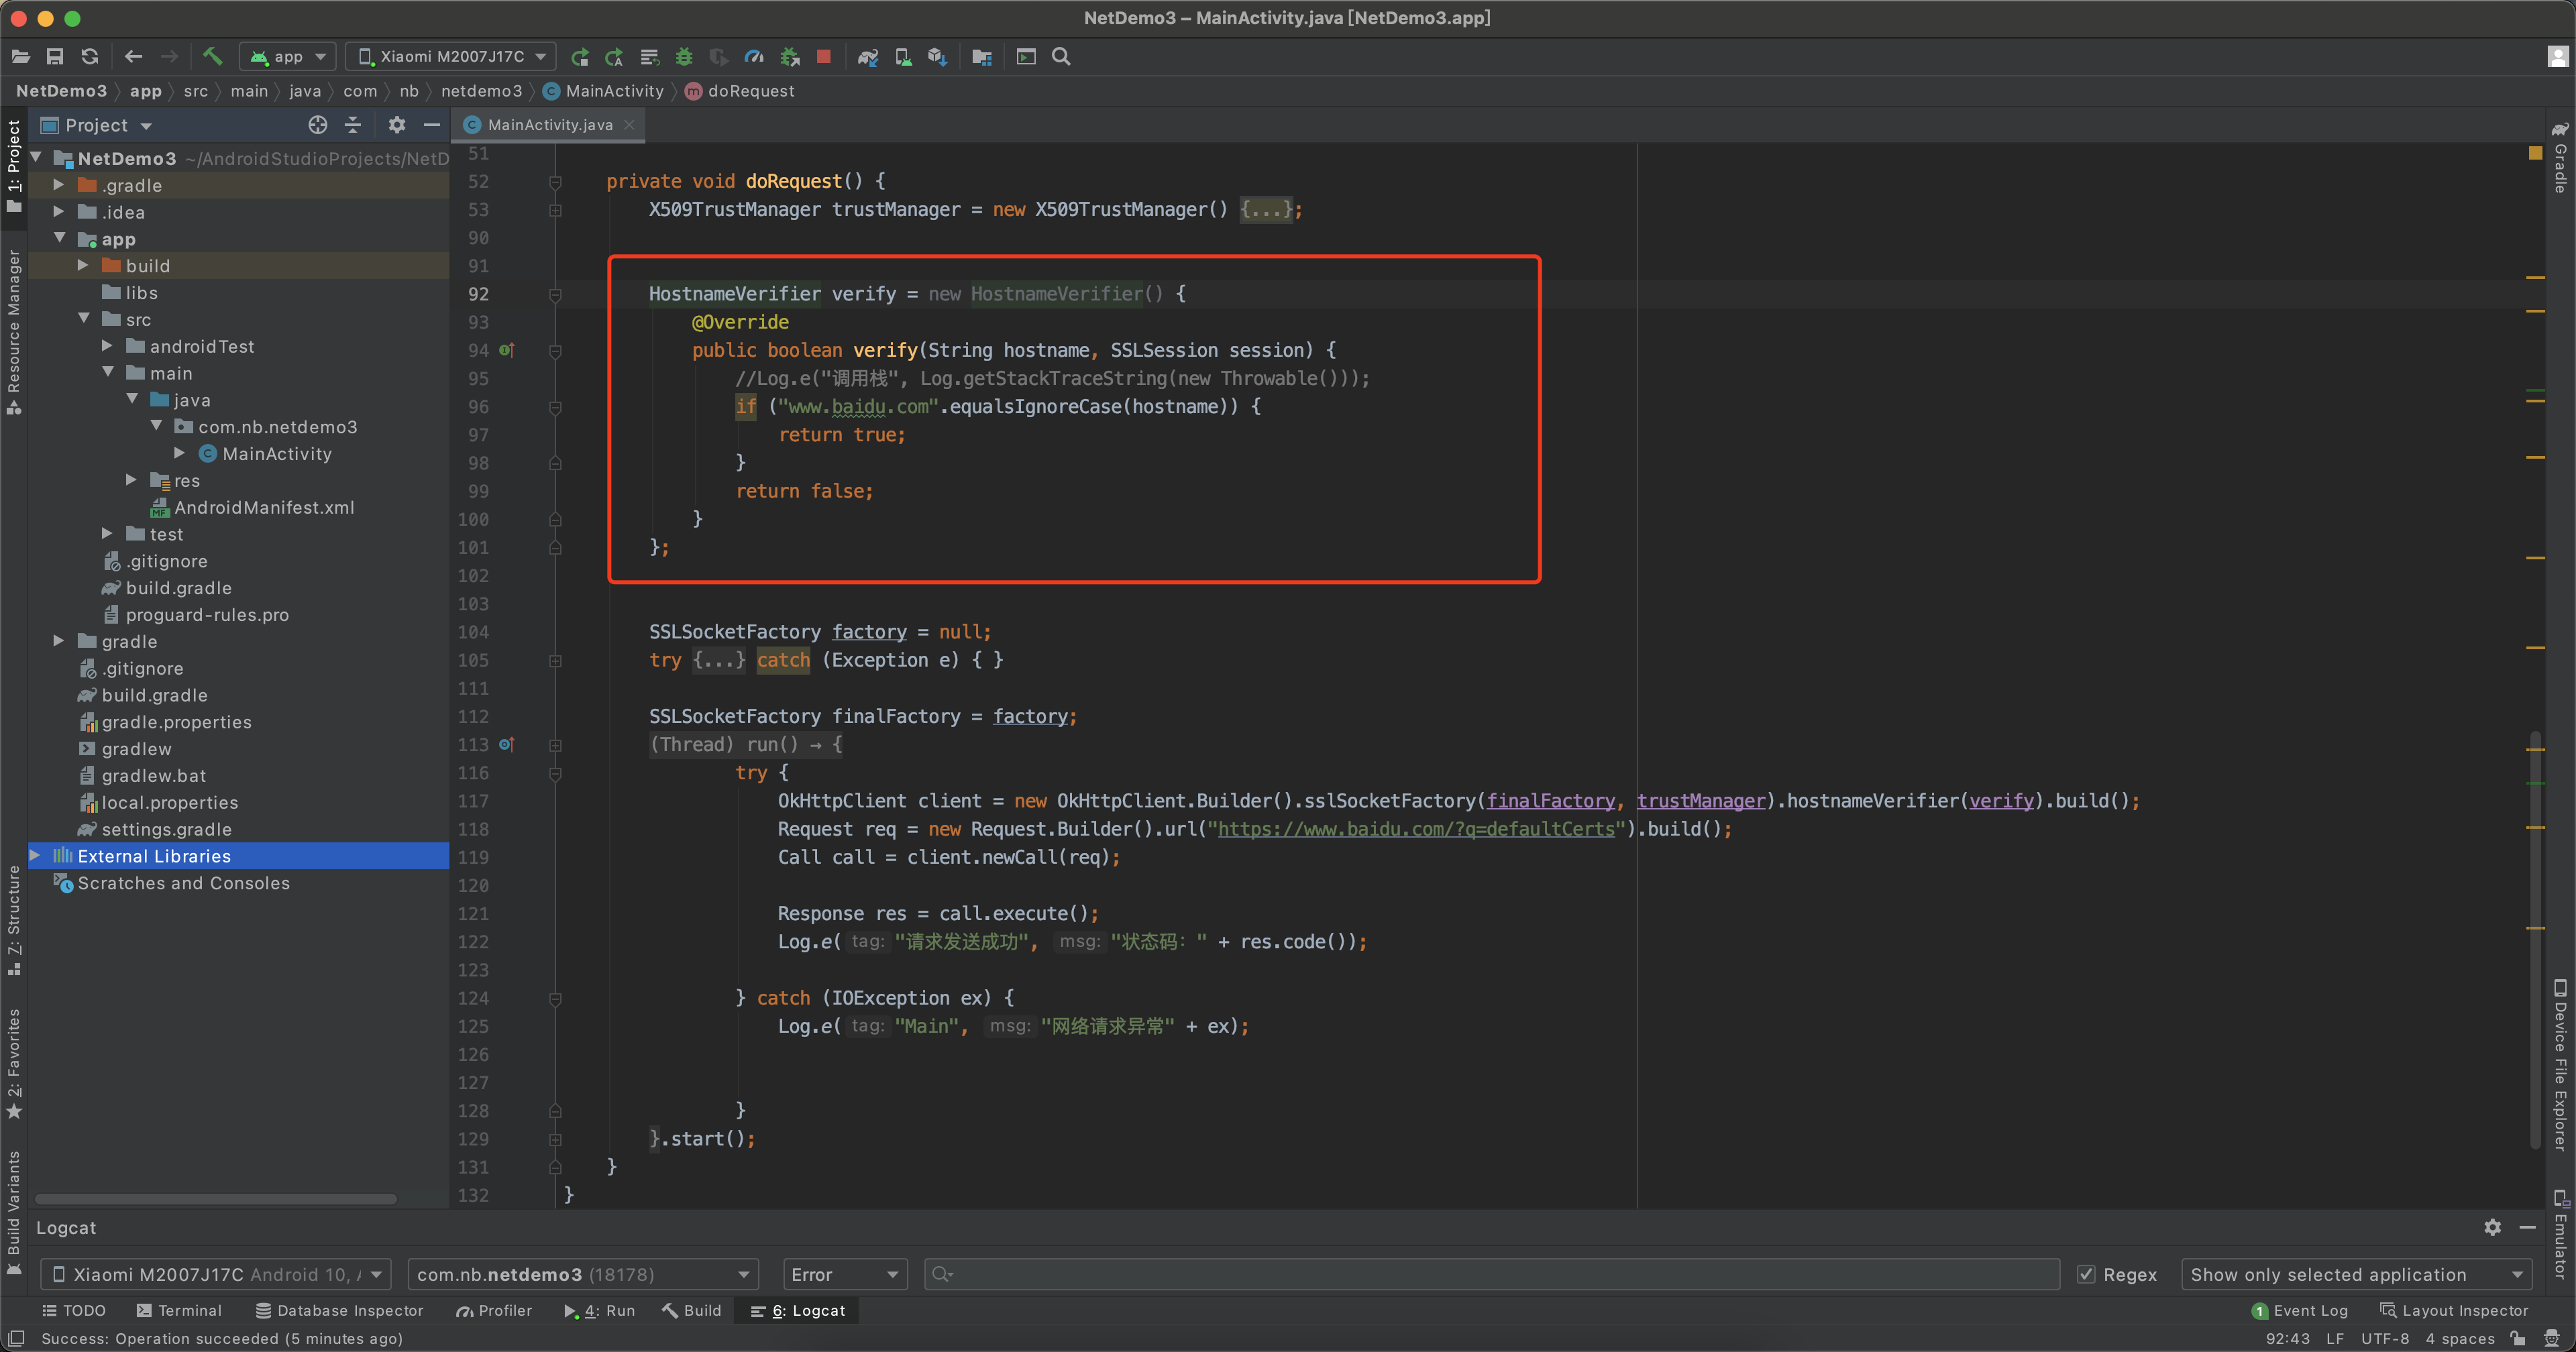 NetDemo3 – MainActivity.java [NetDemo3.app]
app
Xiaomi M2007J17C
NetDemo3
app
src
main
java
com
nb
netdemo3
MainActivity
doRequest
1: Project
Resource Manager
Z: Structure
2: Favorites
Build Variants
Project
NetDemo3 ~/AndroidStudioProjects/NetD
.gradle
.idea
app
build
libs
src
androidTest
main
java
com.nb.netdemo3
MainActivity
res
AndroidManifest.xml
test
.gitignore
build.gradle
proguard-rules.pro
gradle
.gitignore
build.gradle
gradle.properties
gradlew
gradlew.bat
local.properties
settings.gradle
External Libraries
Scratches and Consoles
MainActivity.java
51
52 private void doRequest() {
53 X509TrustManager trustManager = new X509TrustManager() {...};
90
91
92 HostnameVerifier verify = new HostnameVerifier() {
93 @Override
94 public boolean verify(String hostname, SSLSession session) {
95 //Log.e("调用栈", Log.getStackTraceString(new Throwable()));
96 if ("www.baidu.com".equalsIgnoreCase(hostname)) {
97 return true;
98 }
99 return false;
100 }
101 };
102
103
104 SSLSocketFactory factory = null;
105 try {...} catch (Exception e) { }
111
112 SSLSocketFactory finalFactory = factory;
113 (Thread) run() → {
116 try {
117 OkHttpClient client = new OkHttpClient.Builder().sslSocketFactory(finalFactory, trustManager).hostnameVerifier(verify).build();
118 Request req = new Request.Builder().url("https://www.baidu.com/?q=defaultCerts").build();
119 Call call = client.newCall(req);
120
121 Response res = call.execute();
122 Log.e( tag: "请求发送成功", msg: "状态码：" + res.code());
123
124 } catch (IOException ex) {
125 Log.e( tag: "Main", msg: "网络请求异常" + ex);
126
127
128 }
129 }.start();
131 }
132 }
Gradle
Device File Explorer
Emulator
Logcat
Xiaomi M2007J17C Android 10, A
com.nb.netdemo3 (18178)
Error
Regex
Show only selected application
TODO
Terminal
Database Inspector
Profiler
4: Run
Build
6: Logcat
1 Event Log
Layout Inspector
Success: Operation succeeded (5 minutes ago)
92:43 LF UTF-8 4 spaces